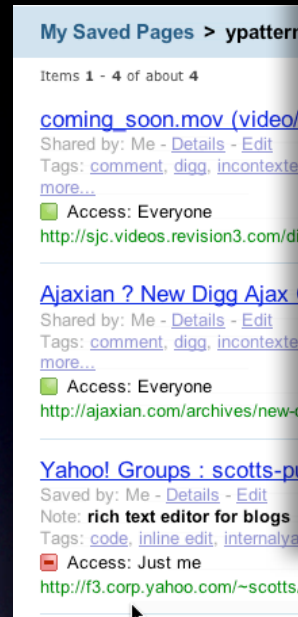 My Saved Pages > ypattern
Items 1 - 4 of about 4
coming_soon.mov (video/
Shared by: Me - Details - Edit
Tags: comment, digg, incontexte
more...
Access: Everyone
http://sjc.videos.revision3.com/di
Ajaxian ? New Digg Ajax
Shared by: Me - Details - Edit
Tags: comment, digg, incontexte
more...
Access: Everyone
http://ajaxian.com/archives/new-
Yahoo! Groups : scotts-pu
Saved by: Me - Details - Edit
Note: rich text editor for blogs
Tags: code, inline edit, internalya
Access: Just me
http://f3.corp.yahoo.com/~scotts/